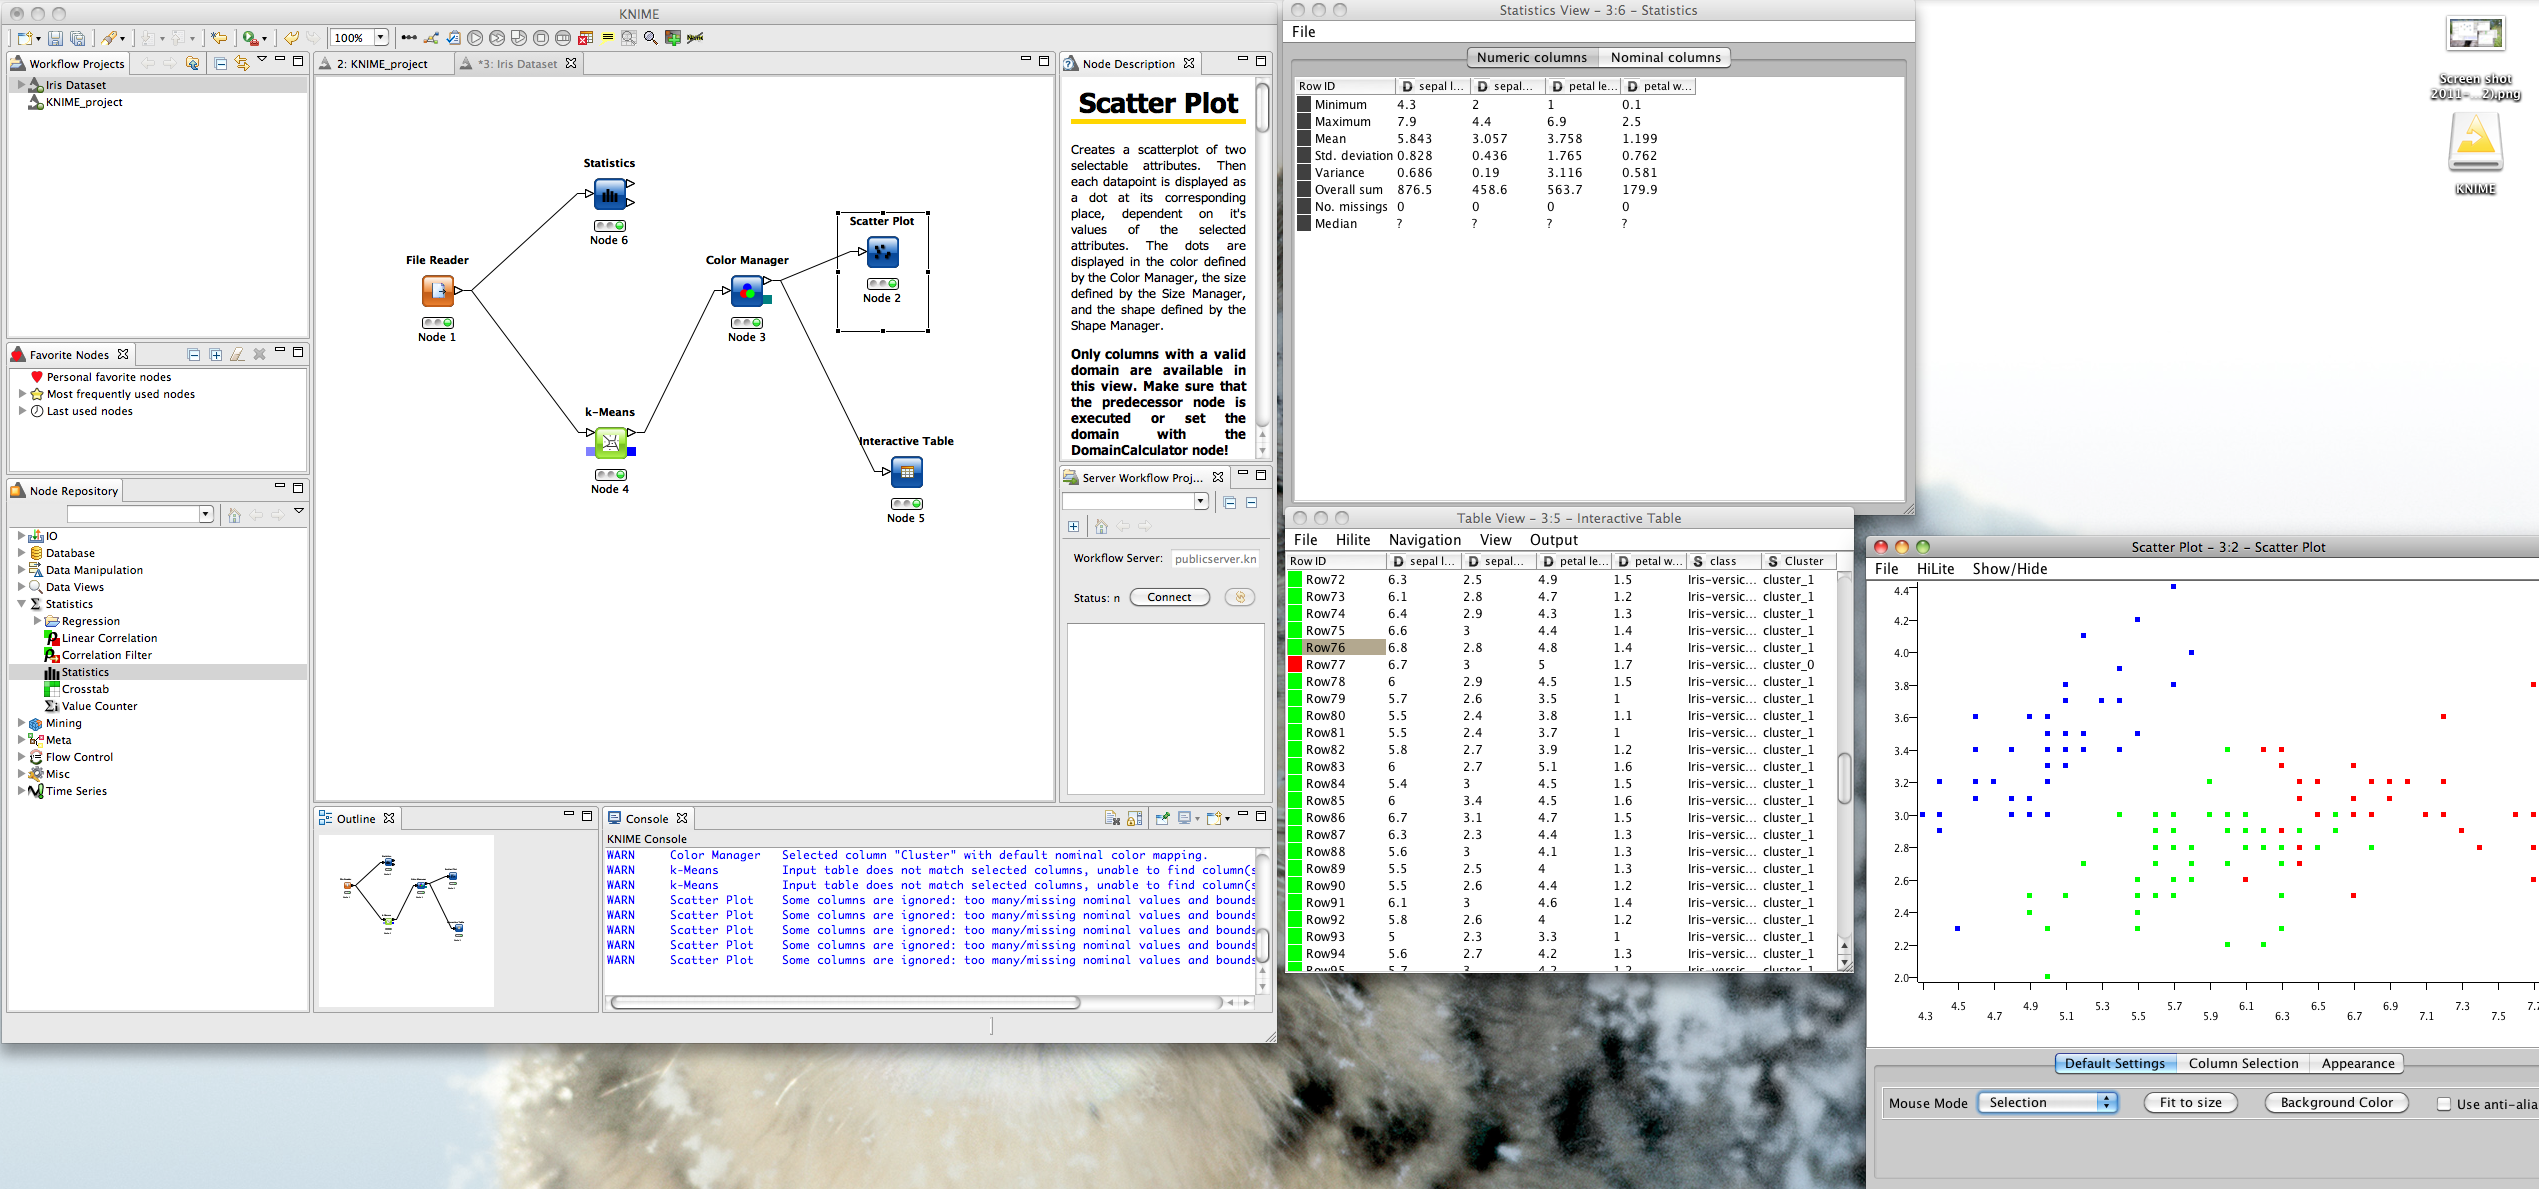 KNIME
100%
Workflow Projects
Iris Dataset
KNIME_project
2: KNIME_project
*3: Iris Dataset
Statistics
Node 6
File Reader
Node 1
Color Manager
Node 3
Scatter Plot
Node 2
k-Means
Node 4
Interactive Table
Node 5
Favorite Nodes
Personal favorite nodes
Most frequently used nodes
Last used nodes
Node Repository
IO
Database
Data Manipulation
Data Views
Statistics
Regression
Linear Correlation
Correlation Filter
Statistics
Crosstab
Value Counter
Mining
Meta
Flow Control
Misc
Time Series
Node Description
Scatter Plot
Creates a scatterplot of two
selectable attributes. Then
each datapoint is displayed as
a dot at its corresponding
place, dependent on it's
values of the selected
attributes. The dots are
displayed in the color defined
by the Color Manager, the size
defined by the Size Manager,
and the shape defined by the
Shape Manager.
Only columns with a valid
domain are available in
this view. Make sure that
the predecessor node is
executed or set the
domain with the
DomainCalculator node!
Server Workflow Proj...
Workflow Server: publicserver.kn
Status: n Connect
Outline
Console
KNIME Console
WARN Color Manager Selected column "Cluster" with default nominal color mapping.
WARN k-Means Input table does not match selected columns, unable to find column(s
WARN k-Means Input table does not match selected columns, unable to find column(s
WARN Scatter Plot Some columns are ignored: too many/missing nominal values and bounds
WARN Scatter Plot Some columns are ignored: too many/missing nominal values and bounds
WARN Scatter Plot Some columns are ignored: too many/missing nominal values and bounds
WARN Scatter Plot Some columns are ignored: too many/missing nominal values and bounds
WARN Scatter Plot Some columns are ignored: too many/missing nominal values and bounds
Statistics View - 3:6 - Statistics
File
Numeric columns Nominal columns
Row ID D sepal l... D sepal... D petal le... D petal w...
Minimum 4.3 2 1 0.1
Maximum 7.9 4.4 6.9 2.5
Mean 5.843 3.057 3.758 1.199
Std. deviation 0.828 0.436 1.765 0.762
Variance 0.686 0.19 3.116 0.581
Overall sum 876.5 458.6 563.7 179.9
No. missings 0 0 0 0
Median ? ? ? ?
Table View - 3:5 - Interactive Table
File Hilite Navigation View Output
Row ID D sepal l... D sepal... D petal le... D petal w... S class S Cluster
Row72 6.3 2.5 4.9 1.5 Iris-versic... cluster_1
Row73 6.1 2.8 4.7 1.2 Iris-versic... cluster_1
Row74 6.4 2.9 4.3 1.3 Iris-versic... cluster_1
Row75 6.6 3 4.4 1.4 Iris-versic... cluster_1
Row76 6.8 2.8 4.8 1.4 Iris-versic... cluster_1
Row77 6.7 3 5 1.7 Iris-versic... cluster_0
Row78 6 2.9 4.5 1.5 Iris-versic... cluster_1
Row79 5.7 2.6 3.5 1 Iris-versic... cluster_1
Row80 5.5 2.4 3.8 1.1 Iris-versic... cluster_1
Row81 5.5 2.4 3.7 1 Iris-versic... cluster_1
Row82 5.8 2.7 3.9 1.2 Iris-versic... cluster_1
Row83 6 2.7 5.1 1.6 Iris-versic... cluster_1
Row84 5.4 3 4.5 1.5 Iris-versic... cluster_1
Row85 6 3.4 4.5 1.6 Iris-versic... cluster_1
Row86 6.7 3.1 4.7 1.5 Iris-versic... cluster_1
Row87 6.3 2.3 4.4 1.3 Iris-versic... cluster_1
Row88 5.6 3 4.1 1.3 Iris-versic... cluster_1
Row89 5.5 2.5 4 1.3 Iris-versic... cluster_1
Row90 5.5 2.6 4.4 1.2 Iris-versic... cluster_1
Row91 6.1 3 4.6 1.4 Iris-versic... cluster_1
Row92 5.8 2.6 4 1.2 Iris-versic... cluster_1
Row93 5 2.3 3.3 1 Iris-versic... cluster_1
Row94 5.6 2.7 4.2 1.3 Iris-versic... cluster_1
Row95 5.7 3 4.2 1.2 Iris-versic... cluster_1
Screen shot
2011-...2).png
KNIME
Scatter Plot - 3:2 - Scatter Plot
File HiLite Show/Hide
4.4
4.2
4.0
3.8
3.6
3.4
3.2
3.0
2.8
2.6
2.4
2.2
2.0
4.5 4.9 5.3 5.7 6.1 6.5 6.9 7.3 7.7
4.3 4.7 5.1 5.5 5.9 6.3 6.7 7.1 7.5
Default Settings Column Selection Appearance
Mouse Mode Selection Fit to size Background Color Use anti-alia